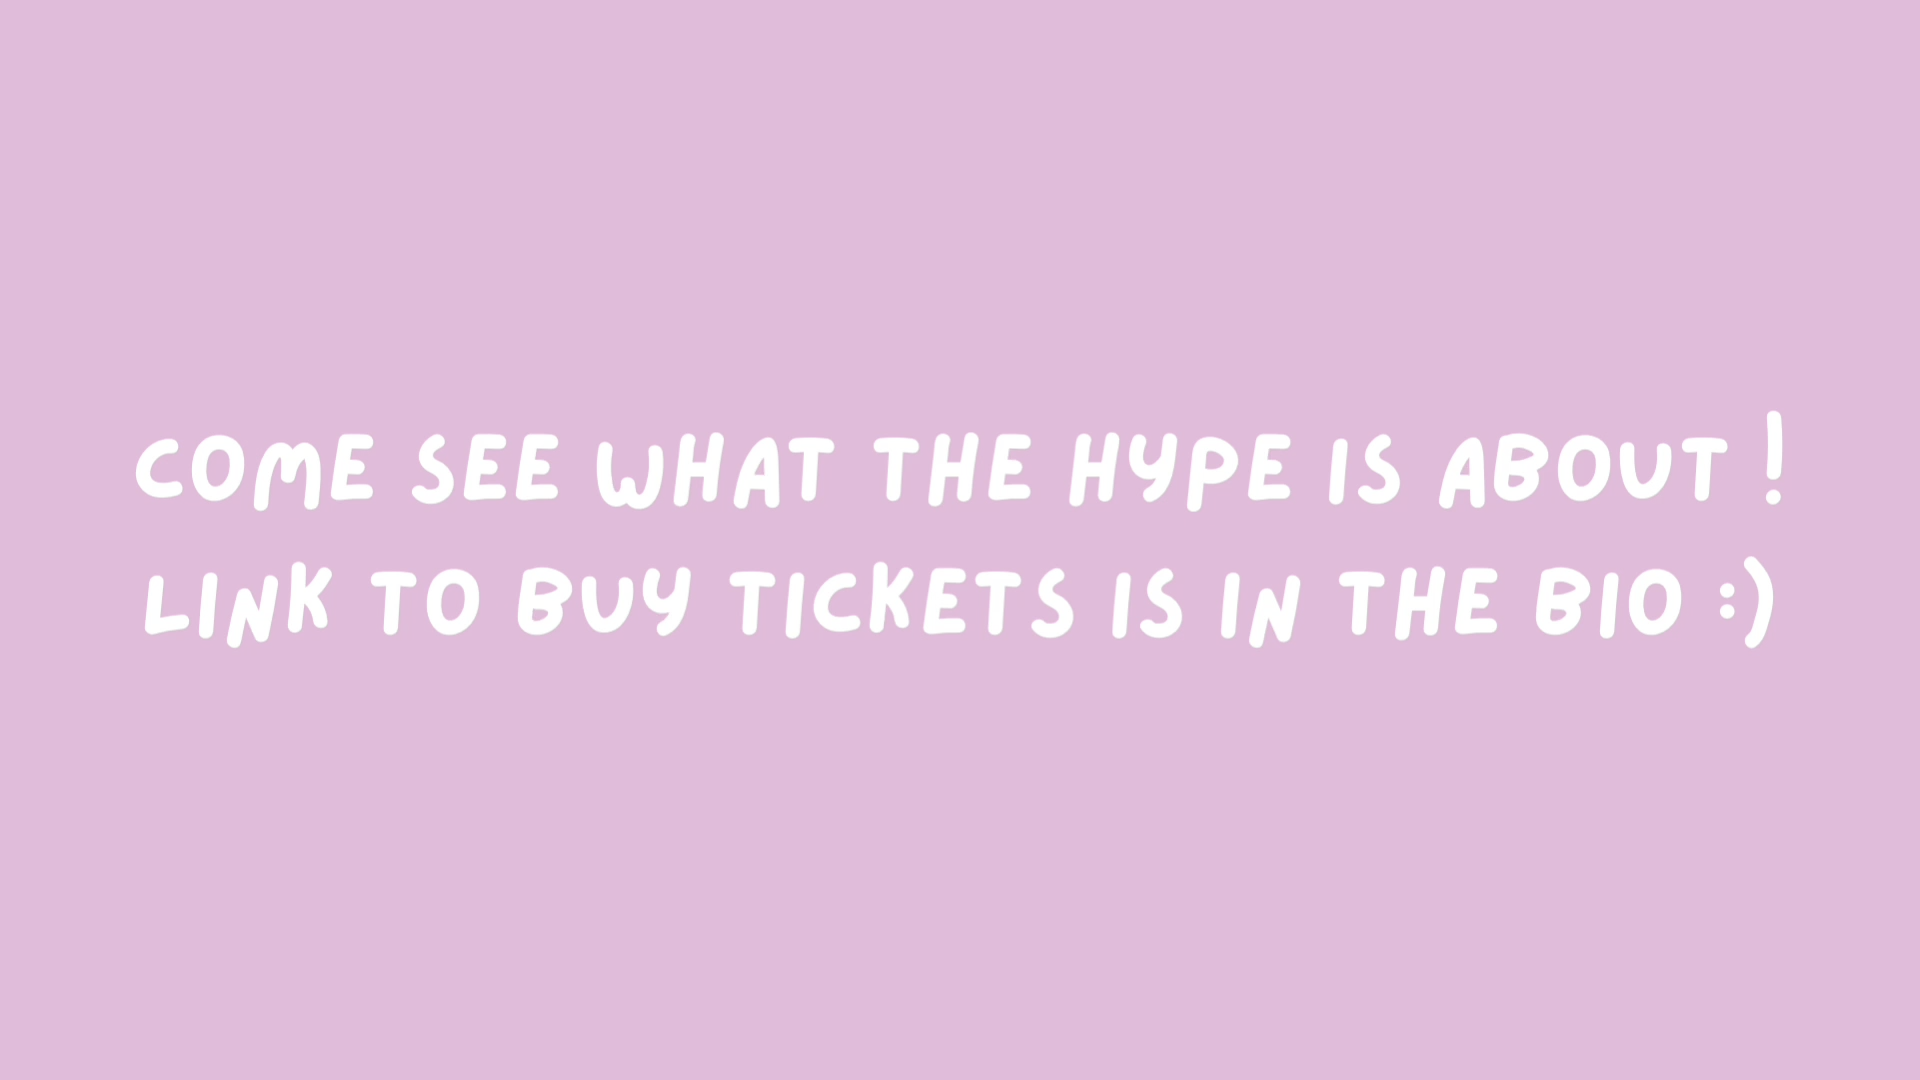 COME SEE WHAT THE HYPE IS ABOUT !
LINK TO BUY TICKETS IS IN THE BIO :)